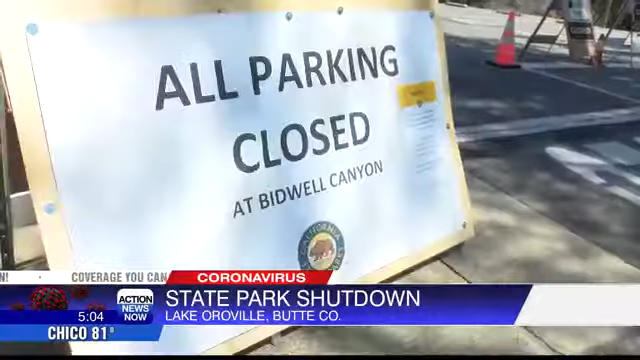 ALL PARKING
CLOSED
AT BIDWELL CANYON
CALIFORNIA
N!
COVERAGE YOU CAN
CORONAVIRUS
5:04
ACTION
NEWS
NOW
STATE PARK SHUTDOWN
LAKE OROVILLE, BUTTE CO.
CHICO 81°